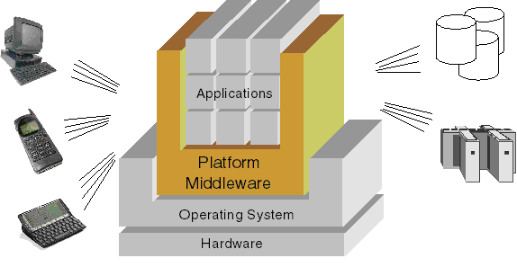 Applications
Platform
Middleware
Operating System
Hardware